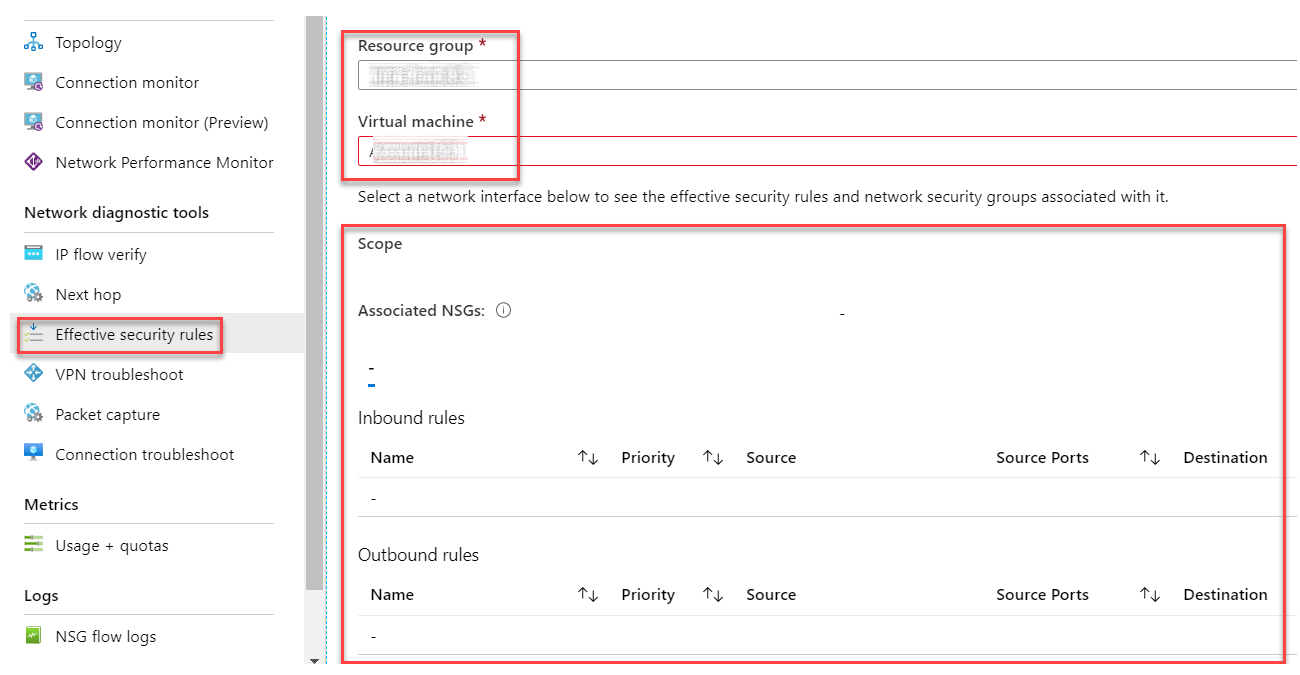 Topology
Connection monitor
Connection monitor (Preview)
Network Performance Monitor
Network diagnostic tools
IP flow verify
Next hop
Effective security rules
VPN troubleshoot
Packet capture
Connection troubleshoot
Metrics
Usage + quotas
Logs
NSG flow logs
Resource group *
Virtual machine *
Select a network interface below to see the effective security rules and network security groups associated with it.
Scope
Associated NSGs: -
-
Inbound rules
Name Priority Source Source Ports Destination
-
Outbound rules
Name Priority Source Source Ports Destination
-